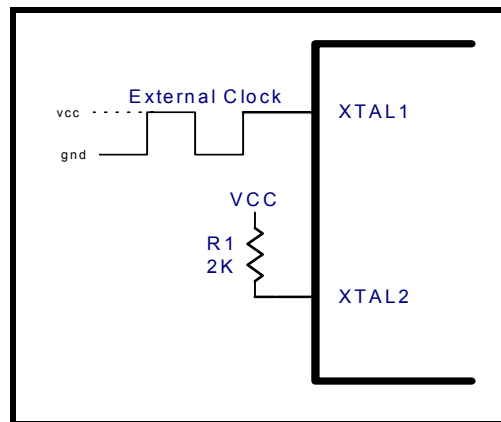 External Clock
vcc
XTAL1
gnd
VCC
R1
2K
XTAL2